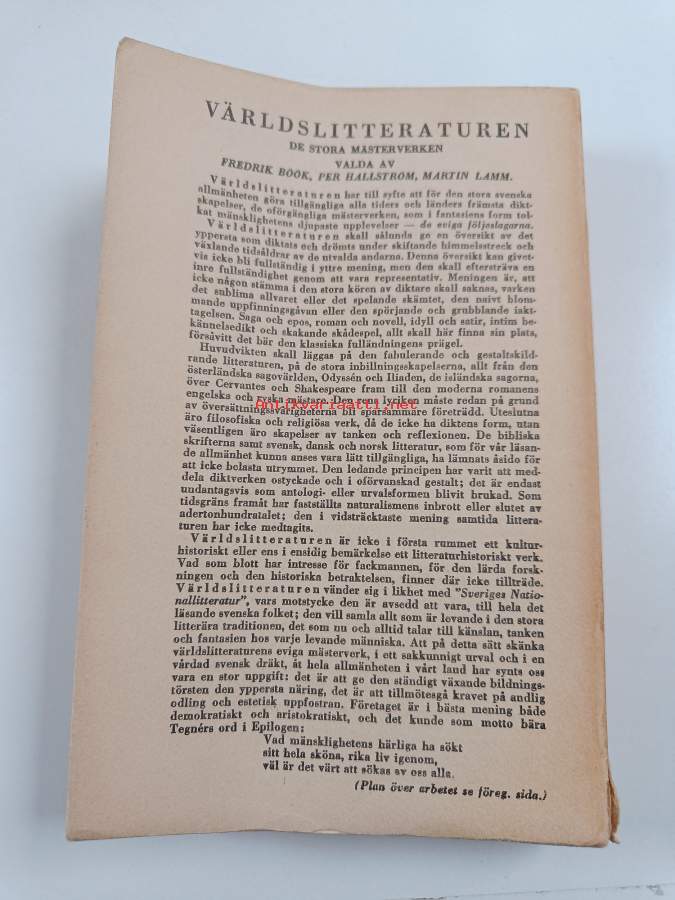 VÄRLDSLITTERATUREN
DE STORA MÄSTERVERKEN
VALDA AV
FREDRIK BÖÖK, PER HALLSTRÖM, MARTIN LAMM.
Världslitteraturen har till syfte att för den stora svenska
allmänheten göra tillgängliga alla tiders och länders främsta dikt-
skapelser, de oförgängliga mästerverken, som i fantasiens form tol-
kat mänsklighetens djupaste upplevelser — de eviga följeslagarna.
Världslitteraturen skall sålunda ge en översikt av det
yppersta som diktats och drömts under skiftande himmelsstreck och
växlande tidsåldrar av de utvalda andarna. Denna översikt kan givet-
vis icke bli fullständig i yttre mening, men den skall eftersträva en
inre fullständighet genom att vara representativ. Meningen är, att
icke någon stämma i den stora kören av diktare skall saknas, varken
det sublima allvaret eller det spelande skämtet, den naivt blom-
mande uppfinningsgåvan eller den spörjande och grubblande iakt-
tagelsen. Saga och epos, roman och novell, idyll och satir, intim be-
kännelsedikt och skakande skådespel, allt skall här finna sin plats,
försåvitt det bär den klassiska fulländningens prägel.
Huvudvikten skall läggas på den fabulerande och gestaltskild-
rande litteraturen, på de stora inbillningsskapelserna, allt från den
österländska sagovärlden, Odyssén och Iliaden, de isländska sagorna,
över Cervantes och Shakespeare fram till den moderna romanens
engelska och ryska mästare. Den rena lyriken måste redan på grund
av översättningssvårigheterna bli sparsammare företrädd. Uteslutna
äro filosofiska och religiösa verk, då de icke ha diktens form, utan
väsentligen äro skapelser av tanken och reflexionen. De bibliska
skrifterna samt svensk, dansk och norsk litteratur, som för vår läsan-
de allmänhet kunna anses vara lätt tillgängliga, ha lämnats åsido för
att icke belasta utrymmet. Den ledande principen har varit att med-
dela diktverken ostyckade och i oförvanskad gestalt; det är endast
undantagsvis som antologi- eller urvalsformen blivit brukad. Som
tidsgräns framåt har fastställts naturalismens inbrott eller slutet av
adertonhundratalet; den i vidsträcktaste mening samtida littera-
turen har icke medtagits.
Världslitteraturen är icke i första rummet ett kultur-
historiskt eller ens i ensidig bemärkelse ett litteraturhistoriskt verk.
Vad som blott har intresse för fackmannen, för den lärda forsk-
ningen och den historiska betraktelsen, finner där icke tillträde.
Världslitteraturen vänder sig i likhet med "Sveriges Natio-
nallitteratur", vars motstycke den är avsedd att vara, till hela det
läsande svenska folket; den vill samla allt som är levande i den stora
litterära traditionen, det som nu och alltid talar till känslan, tanken
och fantasien hos varje levande människa. Att på detta sätt skänka
världslitteraturens eviga mästerverk, i ett sakkunnigt urval och i en
vårdad svensk dräkt, åt hela allmänheten i vårt land har synts oss
vara en stor uppgift: det är att ge den ständigt växande bildnings-
törsten den yppersta näring, det är att tillmötesgå kravet på andlig
odling och estetisk uppfostran. Företaget är i bästa mening både
demokratiskt och aristokratiskt, och det kunde som motto bära
Tegnérs ord i Epilogen:
Vad mänsklighetens härliga ha sökt
sitt hela sköna, rika liv igenom,
väl är det värt att sökas av oss alla.
(Plan över arbetet se föreg. sida.)
Antikvariaatti.net